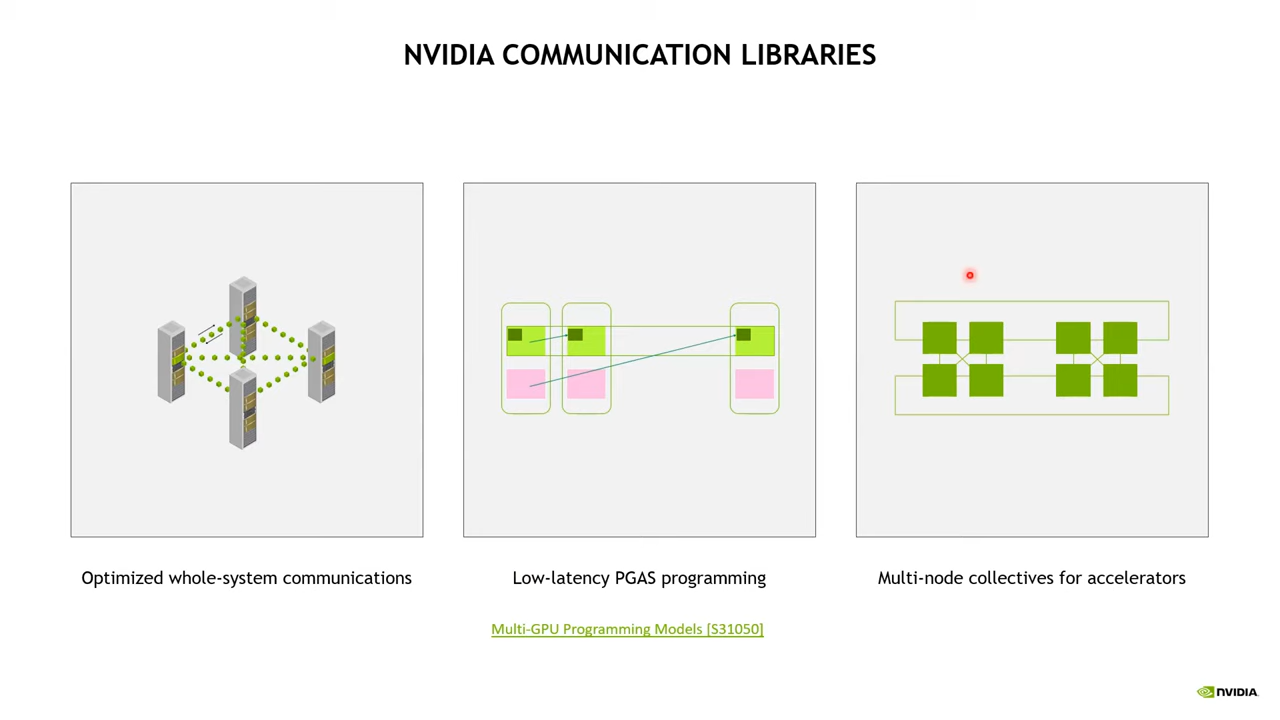 NVIDIA COMMUNICATION LIBRARIES
Optimized whole-system communications
Low-latency PGAS programming
Multi-node collectives for accelerators
Multi-GPU Programming Models [S31050]
NVIDIA.